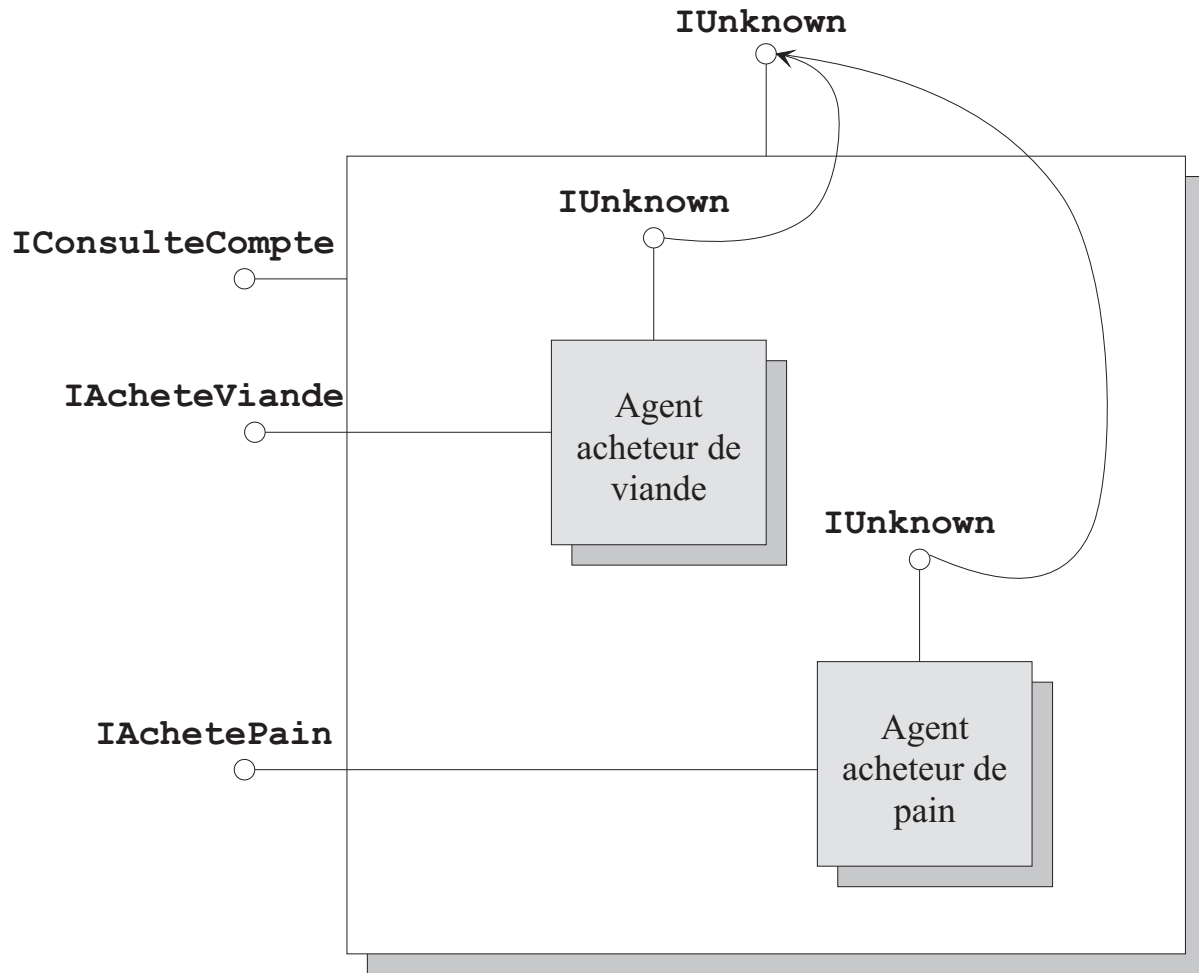 IUnknown
IUnknown
IConsulteCompte
IAcheteViande
Agent
acheteur de
viande
IUnknown
IAchetePain
Agent
acheteur de
pain